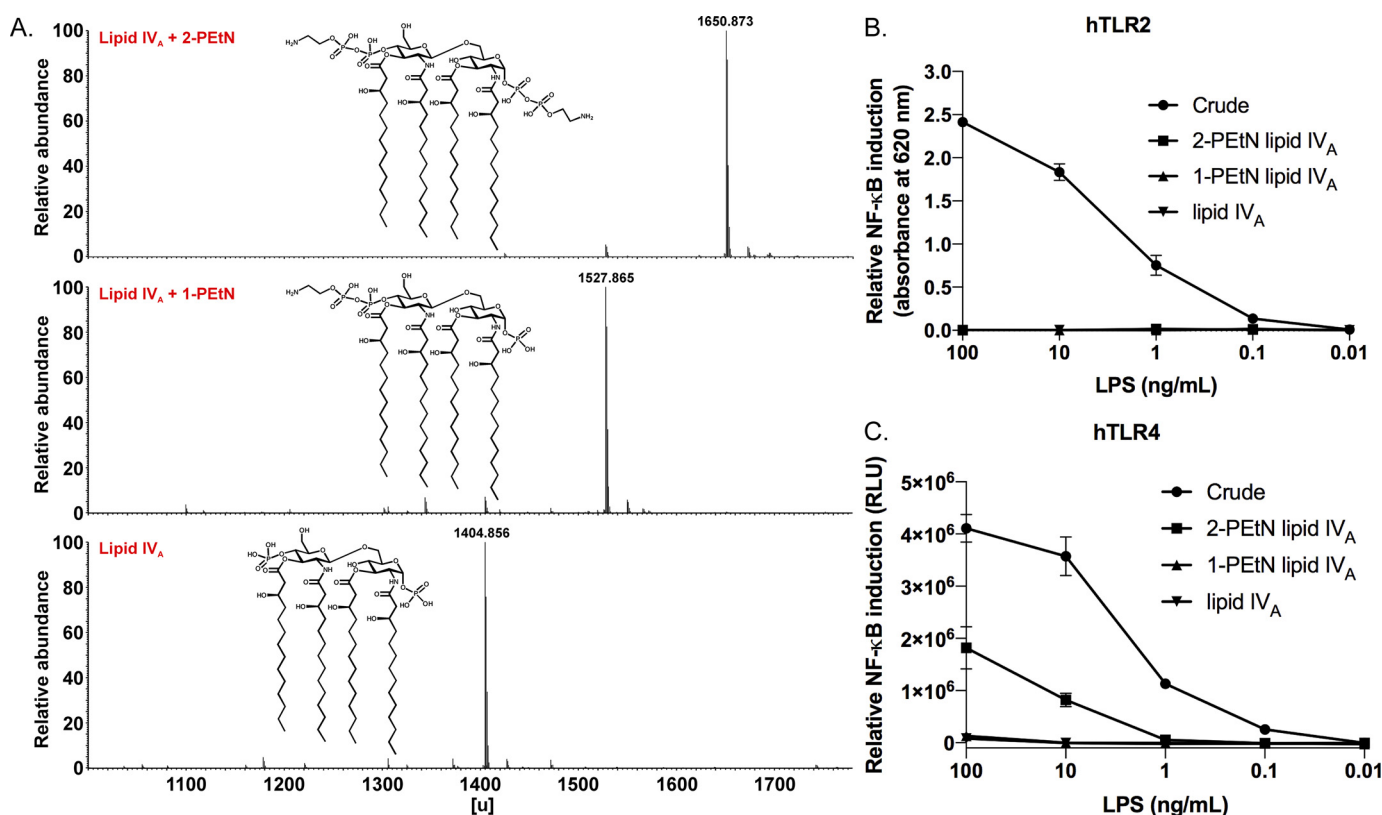 A.
Lipid IVA + 2-PEtN
1650.873
Relative abundance
100
80
60
40
20
0
Lipid IVA + 1-PEtN
1527.865
Relative abundance
100
80
60
40
20
0
Lipid IVA
1404.856
Relative abundance
100
80
60
40
20
0
1100
1200
1300
1400
1500
1600
1700
[u]
B.
hTLR2
Relative NF-κB induction
(absorbance at 620 nm)
3.0
2.5
2.0
1.5
1.0
0.5
0.0
100
10
1
0.1
0.01
LPS (ng/mL)
Crude
2-PEtN lipid IVA
1-PEtN lipid IVA
lipid IVA
C.
hTLR4
Relative NF-κB induction (RLU)
5×10⁶
4×10⁶
3×10⁶
2×10⁶
1×10⁶
0
100
10
1
0.1
0.01
LPS (ng/mL)
Crude
2-PEtN lipid IVA
1-PEtN lipid IVA
lipid IVA